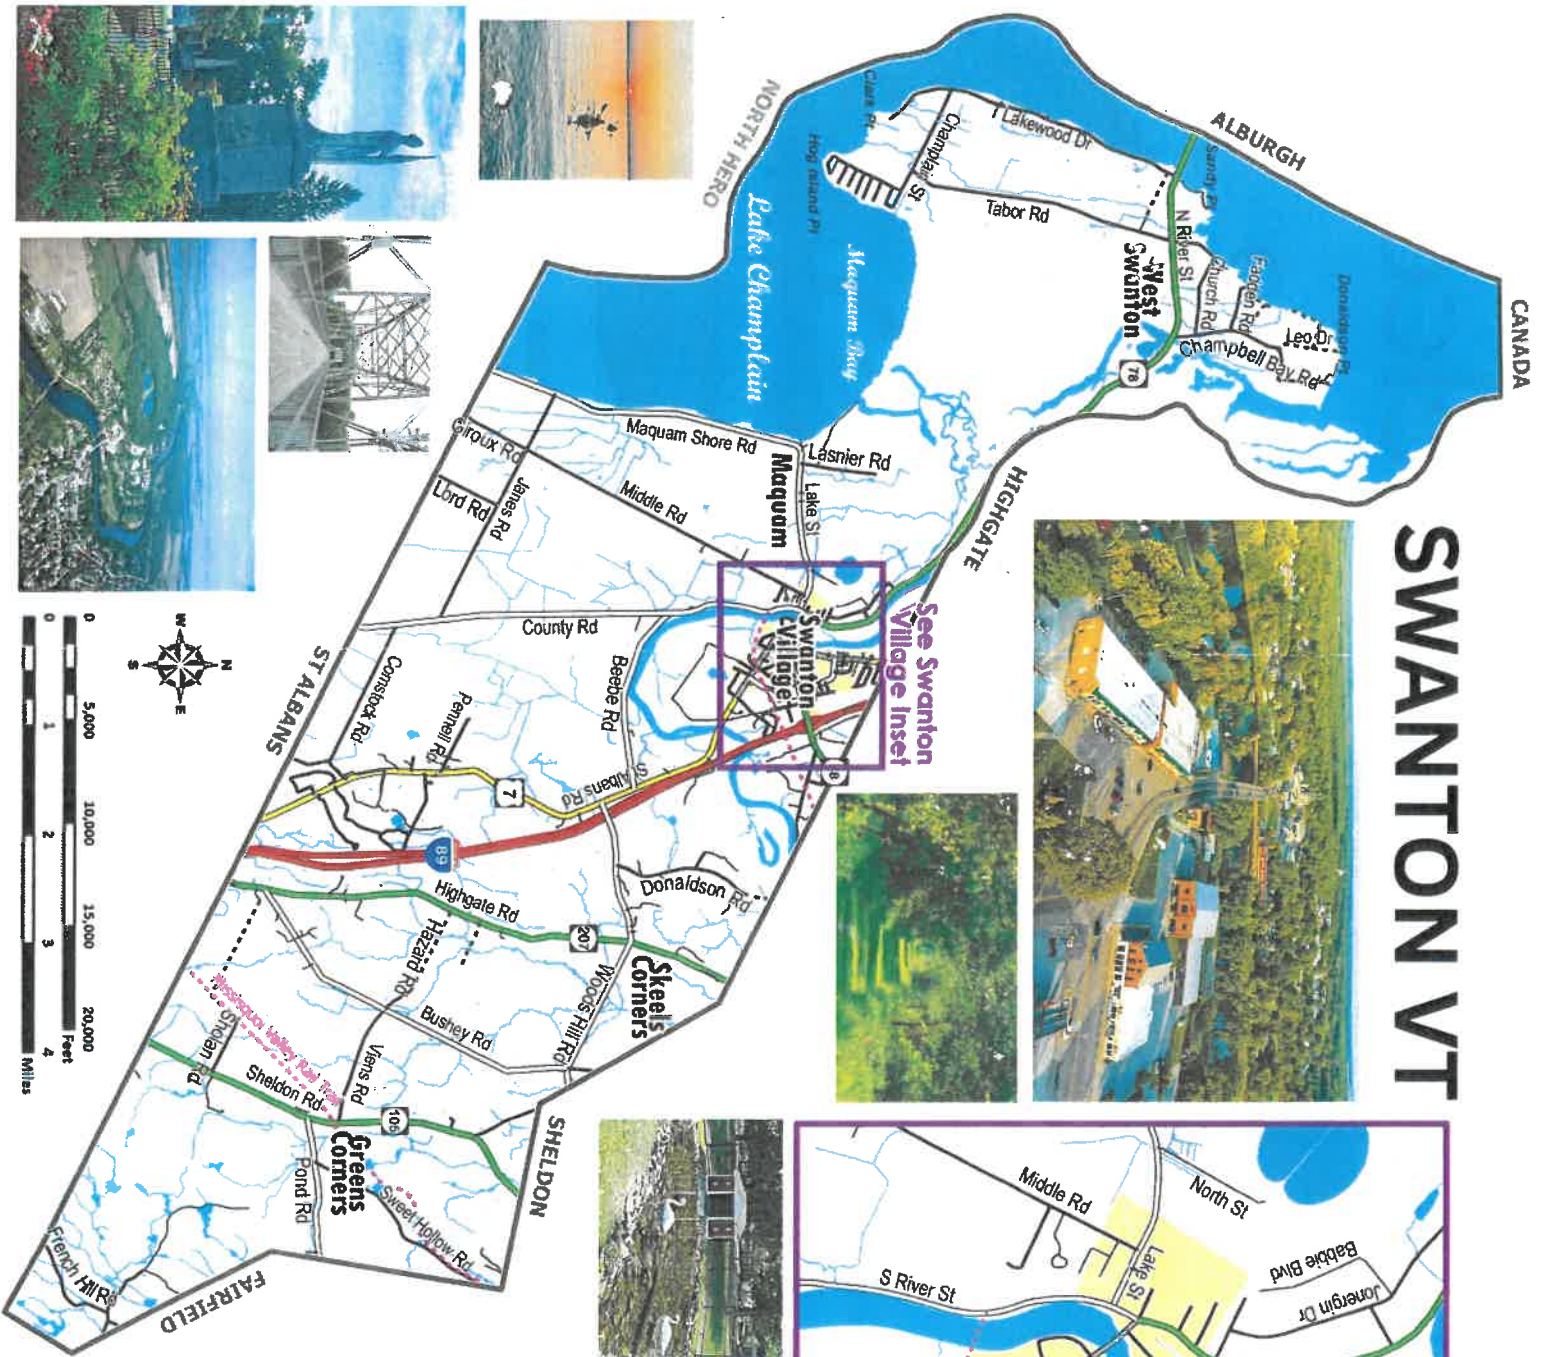 SWANTON VT
CANADA
ALBURGH
Donaldson Pt
Leo Dr
Champbell Bay Rd
Church Rd
Sandy Pt
N River St
West
Swanton
78
Lakewood Dr
Champlain St
Tabor Rd
Clark Pt
Hog Island Pt
NORTH HERO
Maquam Bay
Lake Champlain
HIGHGATE
Maquam Shore Rd
Lasnier Rd
Lake St
Maquam
Middle Rd
Giroux Rd
Lord Rd
Janes Rd
See Swanton
Village Inset
Swanton
Village
County Rd
Beebe Rd
Comstock Rd
Pennell Rd
ST ALBANS
St Albans Rd
7
89
Donaldson Rd
Highgate Rd
207
Skeels
Corners
Hazard Rd
Woods Hill Rd
Bushey Rd
Missisquoi Valley Rail Trail
Sheldon Rd
Viens Rd
105
Greens
Corners
Pond Rd
Sweet Hollow Rd
SHELDON
FAIRFIELD
French Hill Rd
N
W
E
S
0 5,000 10,000 15,000 20,000
Feet
0 1 2 3 4
Miles
North St
Middle Rd
Lake St
Babbie Blvd
Jonergin Dr
S River St